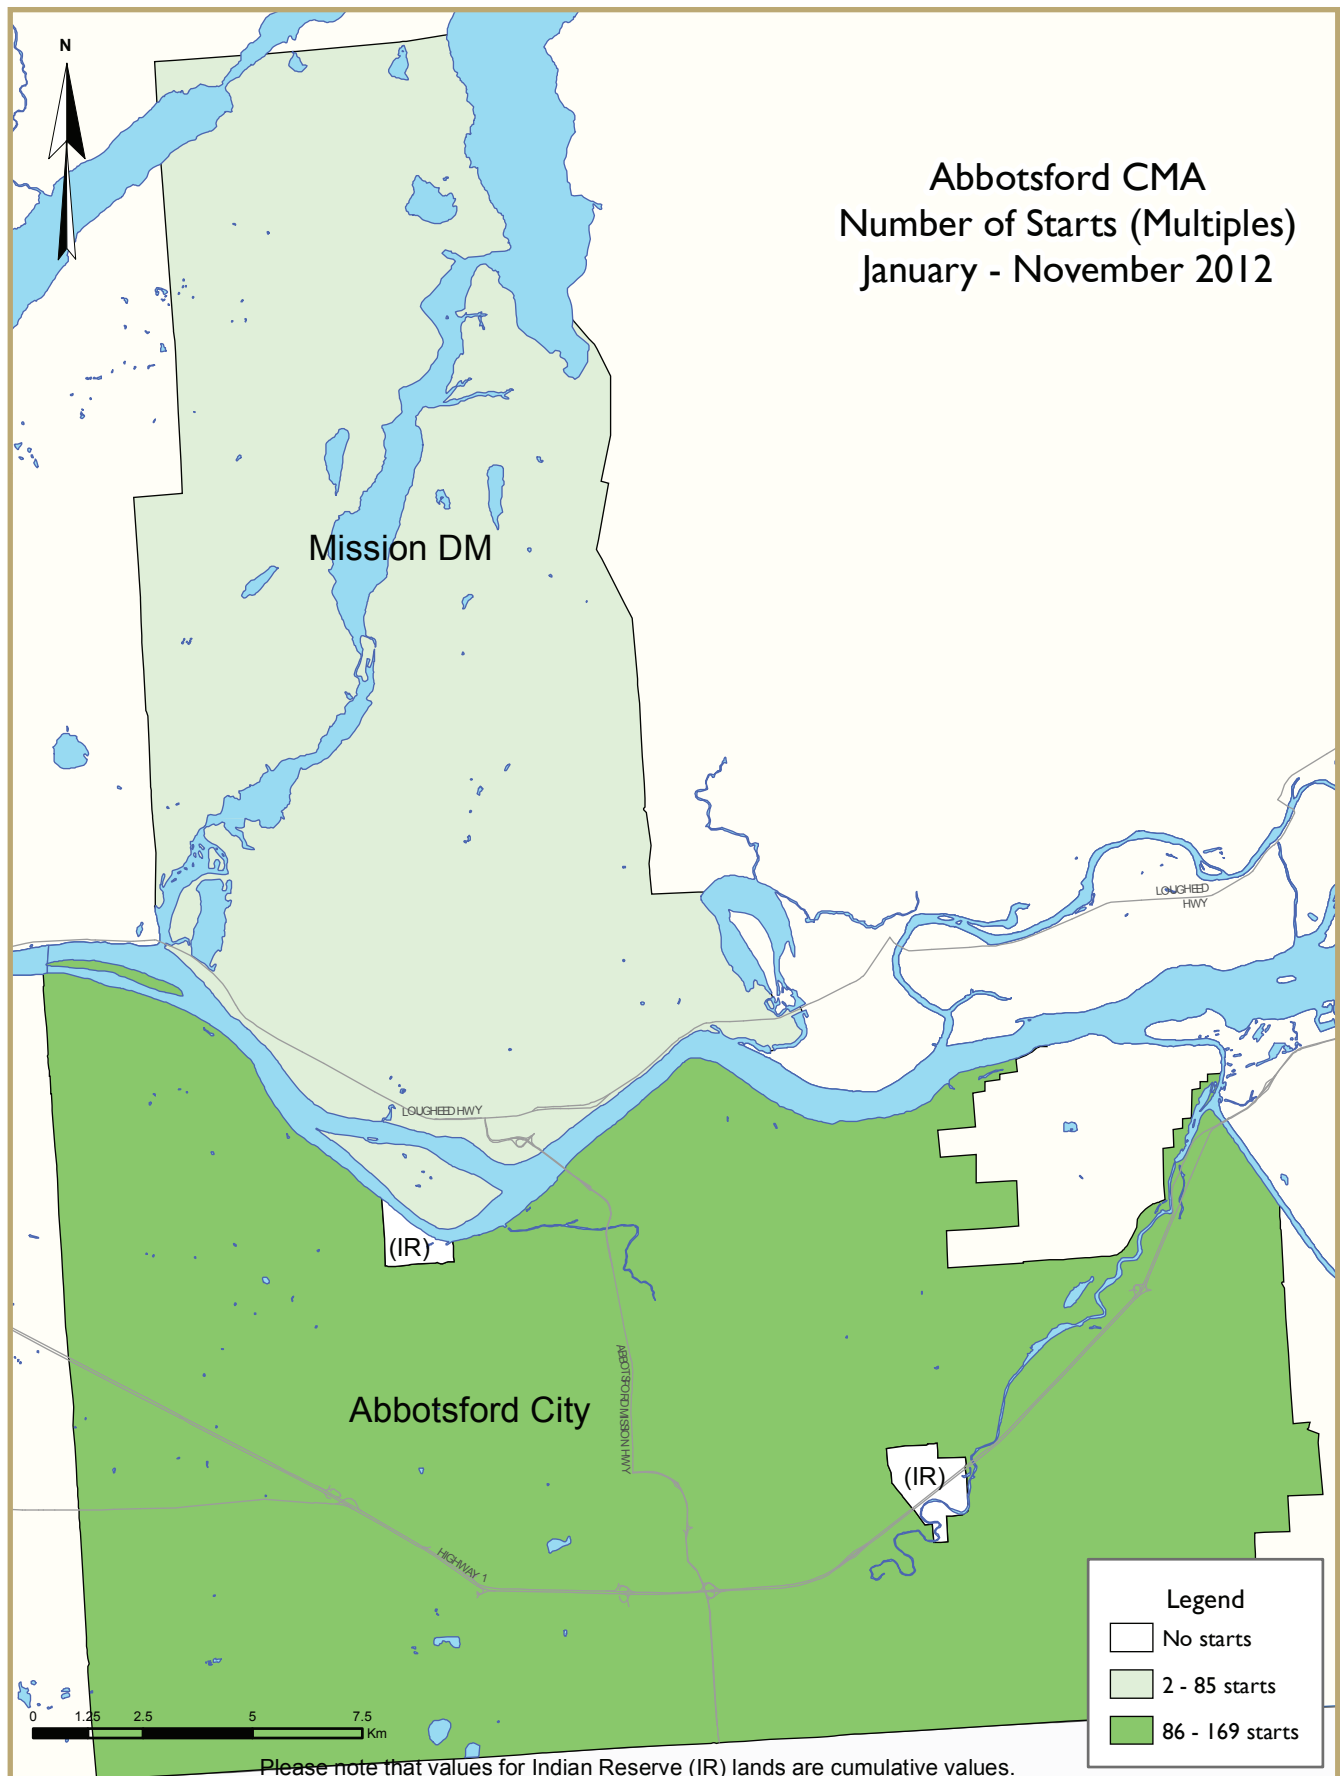 N
Abbotsford CMA
Number of Starts (Multiples)
January - November 2012
Mission DM
LOUGHEED
HWY
LOUGHEED HWY
(IR)
ABBOTSFORD MISSION HWY
Abbotsford City
(IR)
HIGHWAY 1
Legend
No starts
2 - 85 starts
86 - 169 starts
0 1.25 2.5 5 7.5
Km
Please note that values for Indian Reserve (IR) lands are cumulative values.